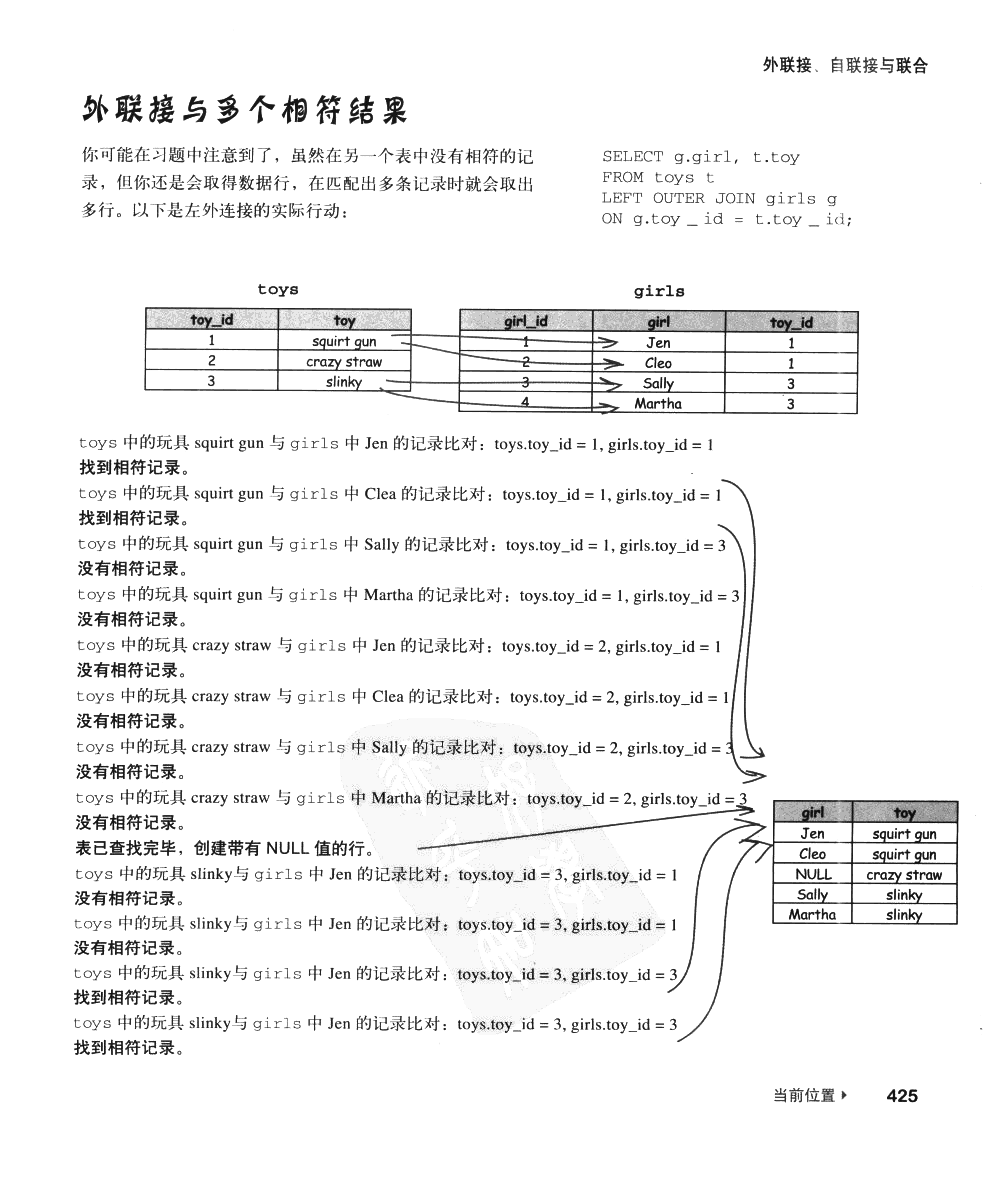 外联接、自联接与联合
外联接与多个相符结果
你可能在习题中注意到了，虽然在另一个表中没有相符的记
录，但你还是会取得数据行，在匹配出多条记录时就会取出
多行。以下是左外连接的实际行动：
SELECT g.girl, t.toy
FROM toys t
LEFT OUTER JOIN girls g
ON g.toy _ id = t.toy _ id;
toys
toy_id toy
1 squirt gun
2 crazy straw
3 slinky
girls
girl_id girl toy_id
1 Jen 1
2 Cleo 1
3 Sally 3
4 Martha 3
toys 中的玩具 squirt gun 与 girls 中 Jen 的记录比对：toys.toy_id = 1, girls.toy_id = 1
找到相符记录。
toys 中的玩具 squirt gun 与 girls 中 Clea 的记录比对：toys.toy_id = 1, girls.toy_id = 1
找到相符记录。
toys 中的玩具 squirt gun 与 girls 中 Sally 的记录比对：toys.toy_id = 1, girls.toy_id = 3
没有相符记录。
toys 中的玩具 squirt gun 与 girls 中 Martha 的记录比对：toys.toy_id = 1, girls.toy_id = 3
没有相符记录。
toys 中的玩具 crazy straw 与 girls 中 Jen 的记录比对：toys.toy_id = 2, girls.toy_id = 1
没有相符记录。
toys 中的玩具 crazy straw 与 girls 中 Clea 的记录比对：toys.toy_id = 2, girls.toy_id = 1
没有相符记录。
toys 中的玩具 crazy straw 与 girls 中 Sally 的记录比对：toys.toy_id = 2, girls.toy_id = 3
没有相符记录。
toys 中的玩具 crazy straw 与 girls 中 Martha 的记录比对：toys.toy_id = 2, girls.toy_id = 3
没有相符记录。
表已查找完毕，创建带有 NULL 值的行。
toys 中的玩具 slinky与 girls 中 Jen 的记录比对：toys.toy_id = 3, girls.toy_id = 1
没有相符记录。
toys 中的玩具 slinky与 girls 中 Jen 的记录比对：toys.toy_id = 3, girls.toy_id = 1
没有相符记录。
toys 中的玩具 slinky与 girls 中 Jen 的记录比对：toys.toy_id = 3, girls.toy_id = 3
找到相符记录。
toys 中的玩具 slinky与 girls 中 Jen 的记录比对：toys.toy_id = 3, girls.toy_id = 3
找到相符记录。
girl toy
Jen squirt gun
Cleo squirt gun
NULL crazy straw
Sally slinky
Martha slinky
当前位置 425